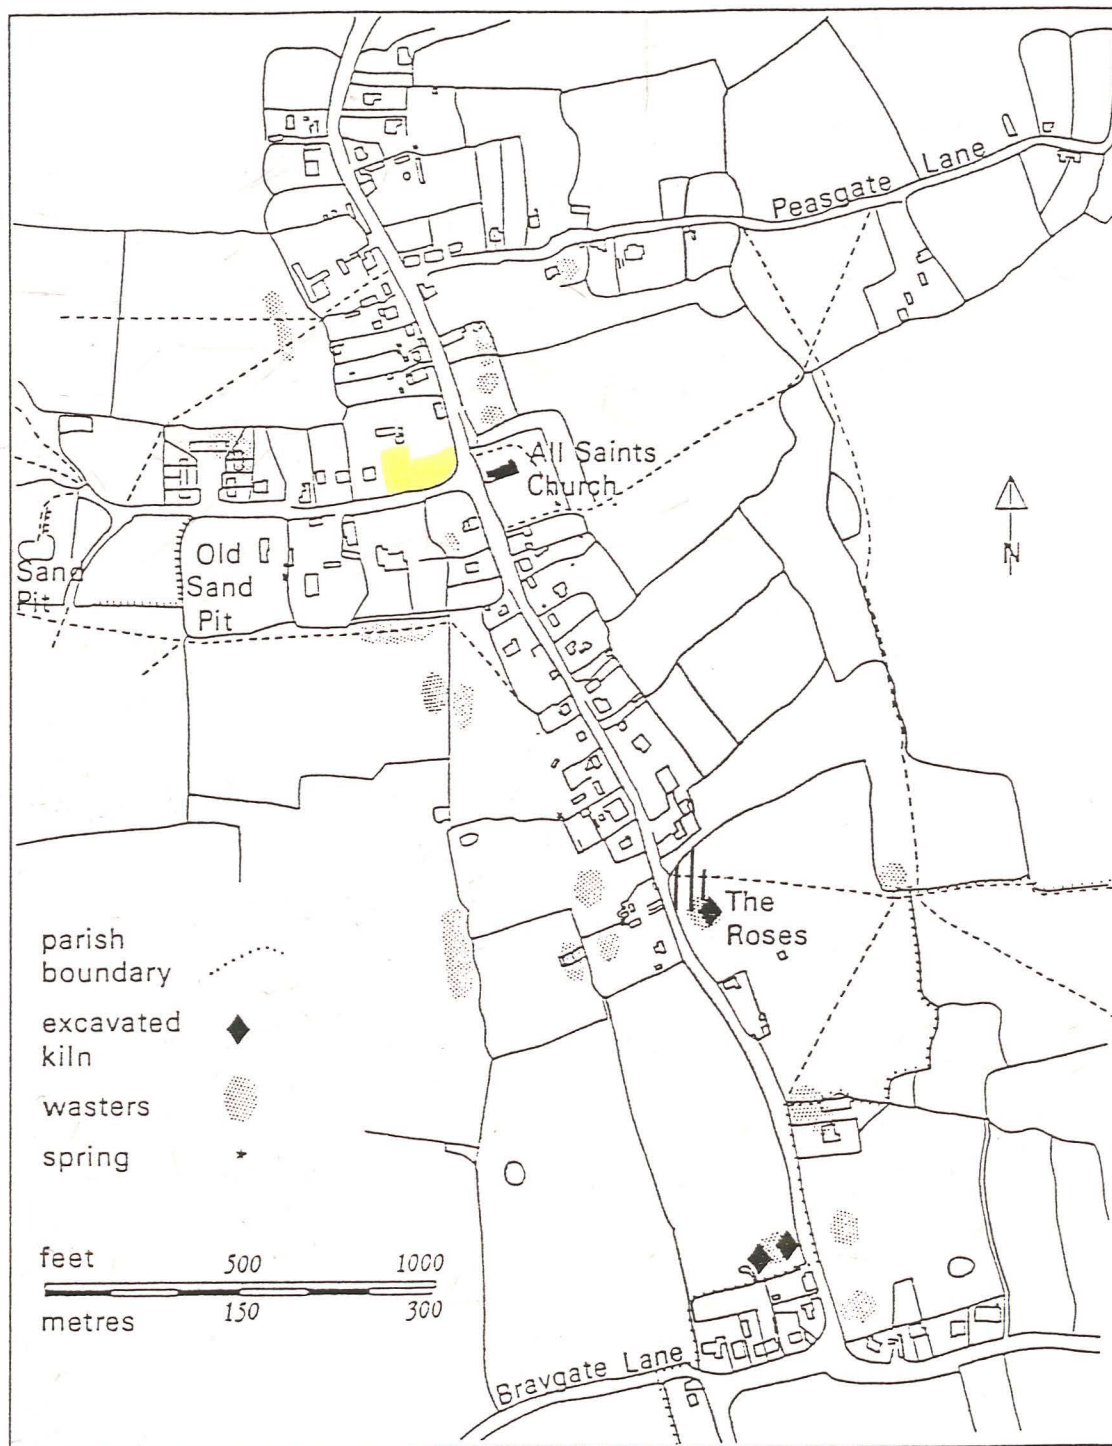 Peasgate Lane
All Saints
Church
N
Sand
Pit
Old
Sand
Pit
The
Roses
parish
boundary
excavated
kiln
wasters
spring
feet 500 1000
metres 150 300
Bravgate Lane